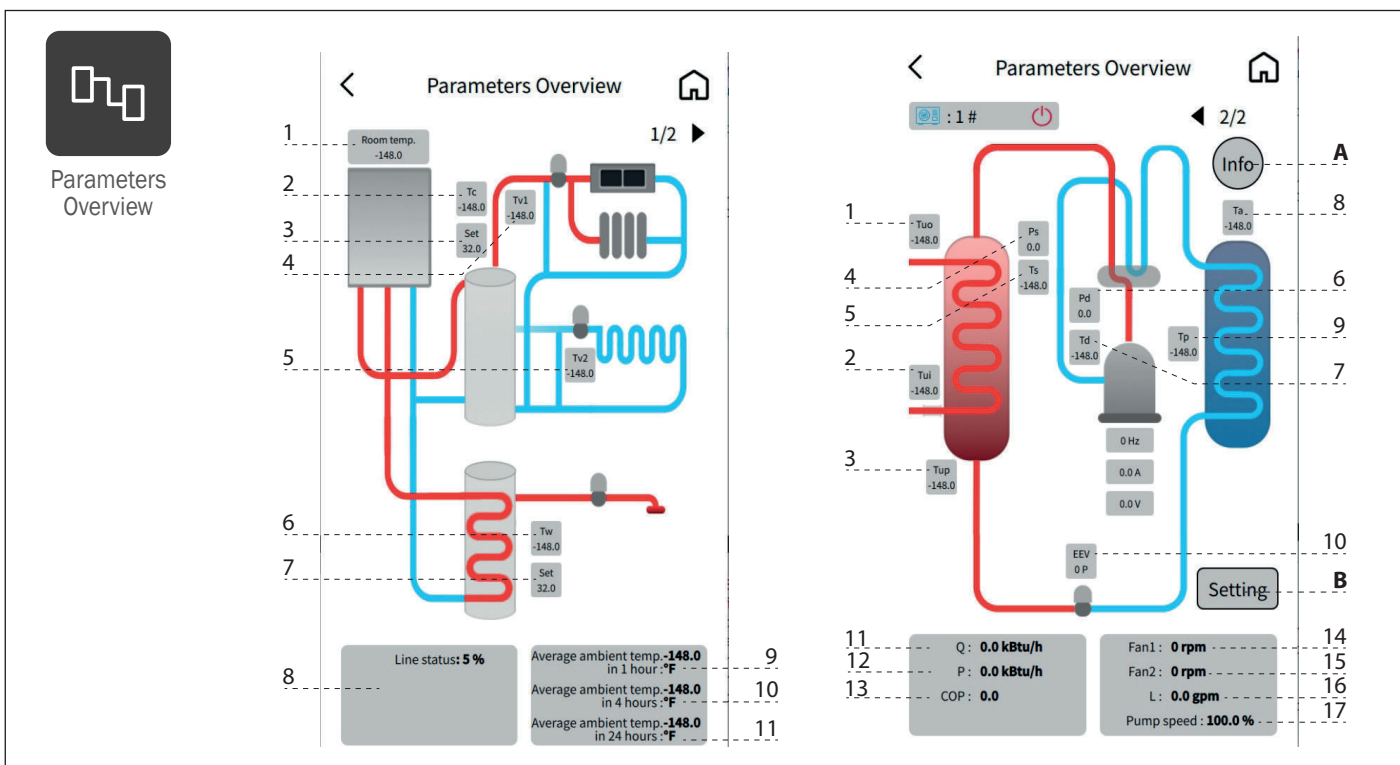 Parameters
Overview
Parameters Overview
1/2
1
Room temp.
-148.0
2
Tc
-148.0
Tv1
-148.0
3
Set
32.0
4
5
Tv2
-148.0
6
Tw
-148.0
7
Set
32.0
8
Line status: 5 %
Average ambient temp.-148.0
in 1 hour :°F
9
Average ambient temp.-148.0
in 4 hours :°F
10
Average ambient temp.-148.0
in 24 hours :°F
11
Parameters Overview
: 1 #
2/2
Info
A
1
Tuo
-148.0
Ps
0.0
Ta
-148.0
8
4
Ts
-148.0
5
Pd
0.0
6
Td
-148.0
Tp
-148.0
9
2
Tui
-148.0
7
0 Hz
0.0 A
0.0 V
3
Tup
-148.0
EEV
0 P
10
Setting
B
11
Q : 0.0 kBtu/h
12
P : 0.0 kBtu/h
13
COP : 0.0
Fan1 : 0 rpm
14
Fan2 : 0 rpm
15
L : 0.0 gpm
16
Pump speed : 100.0 %
17